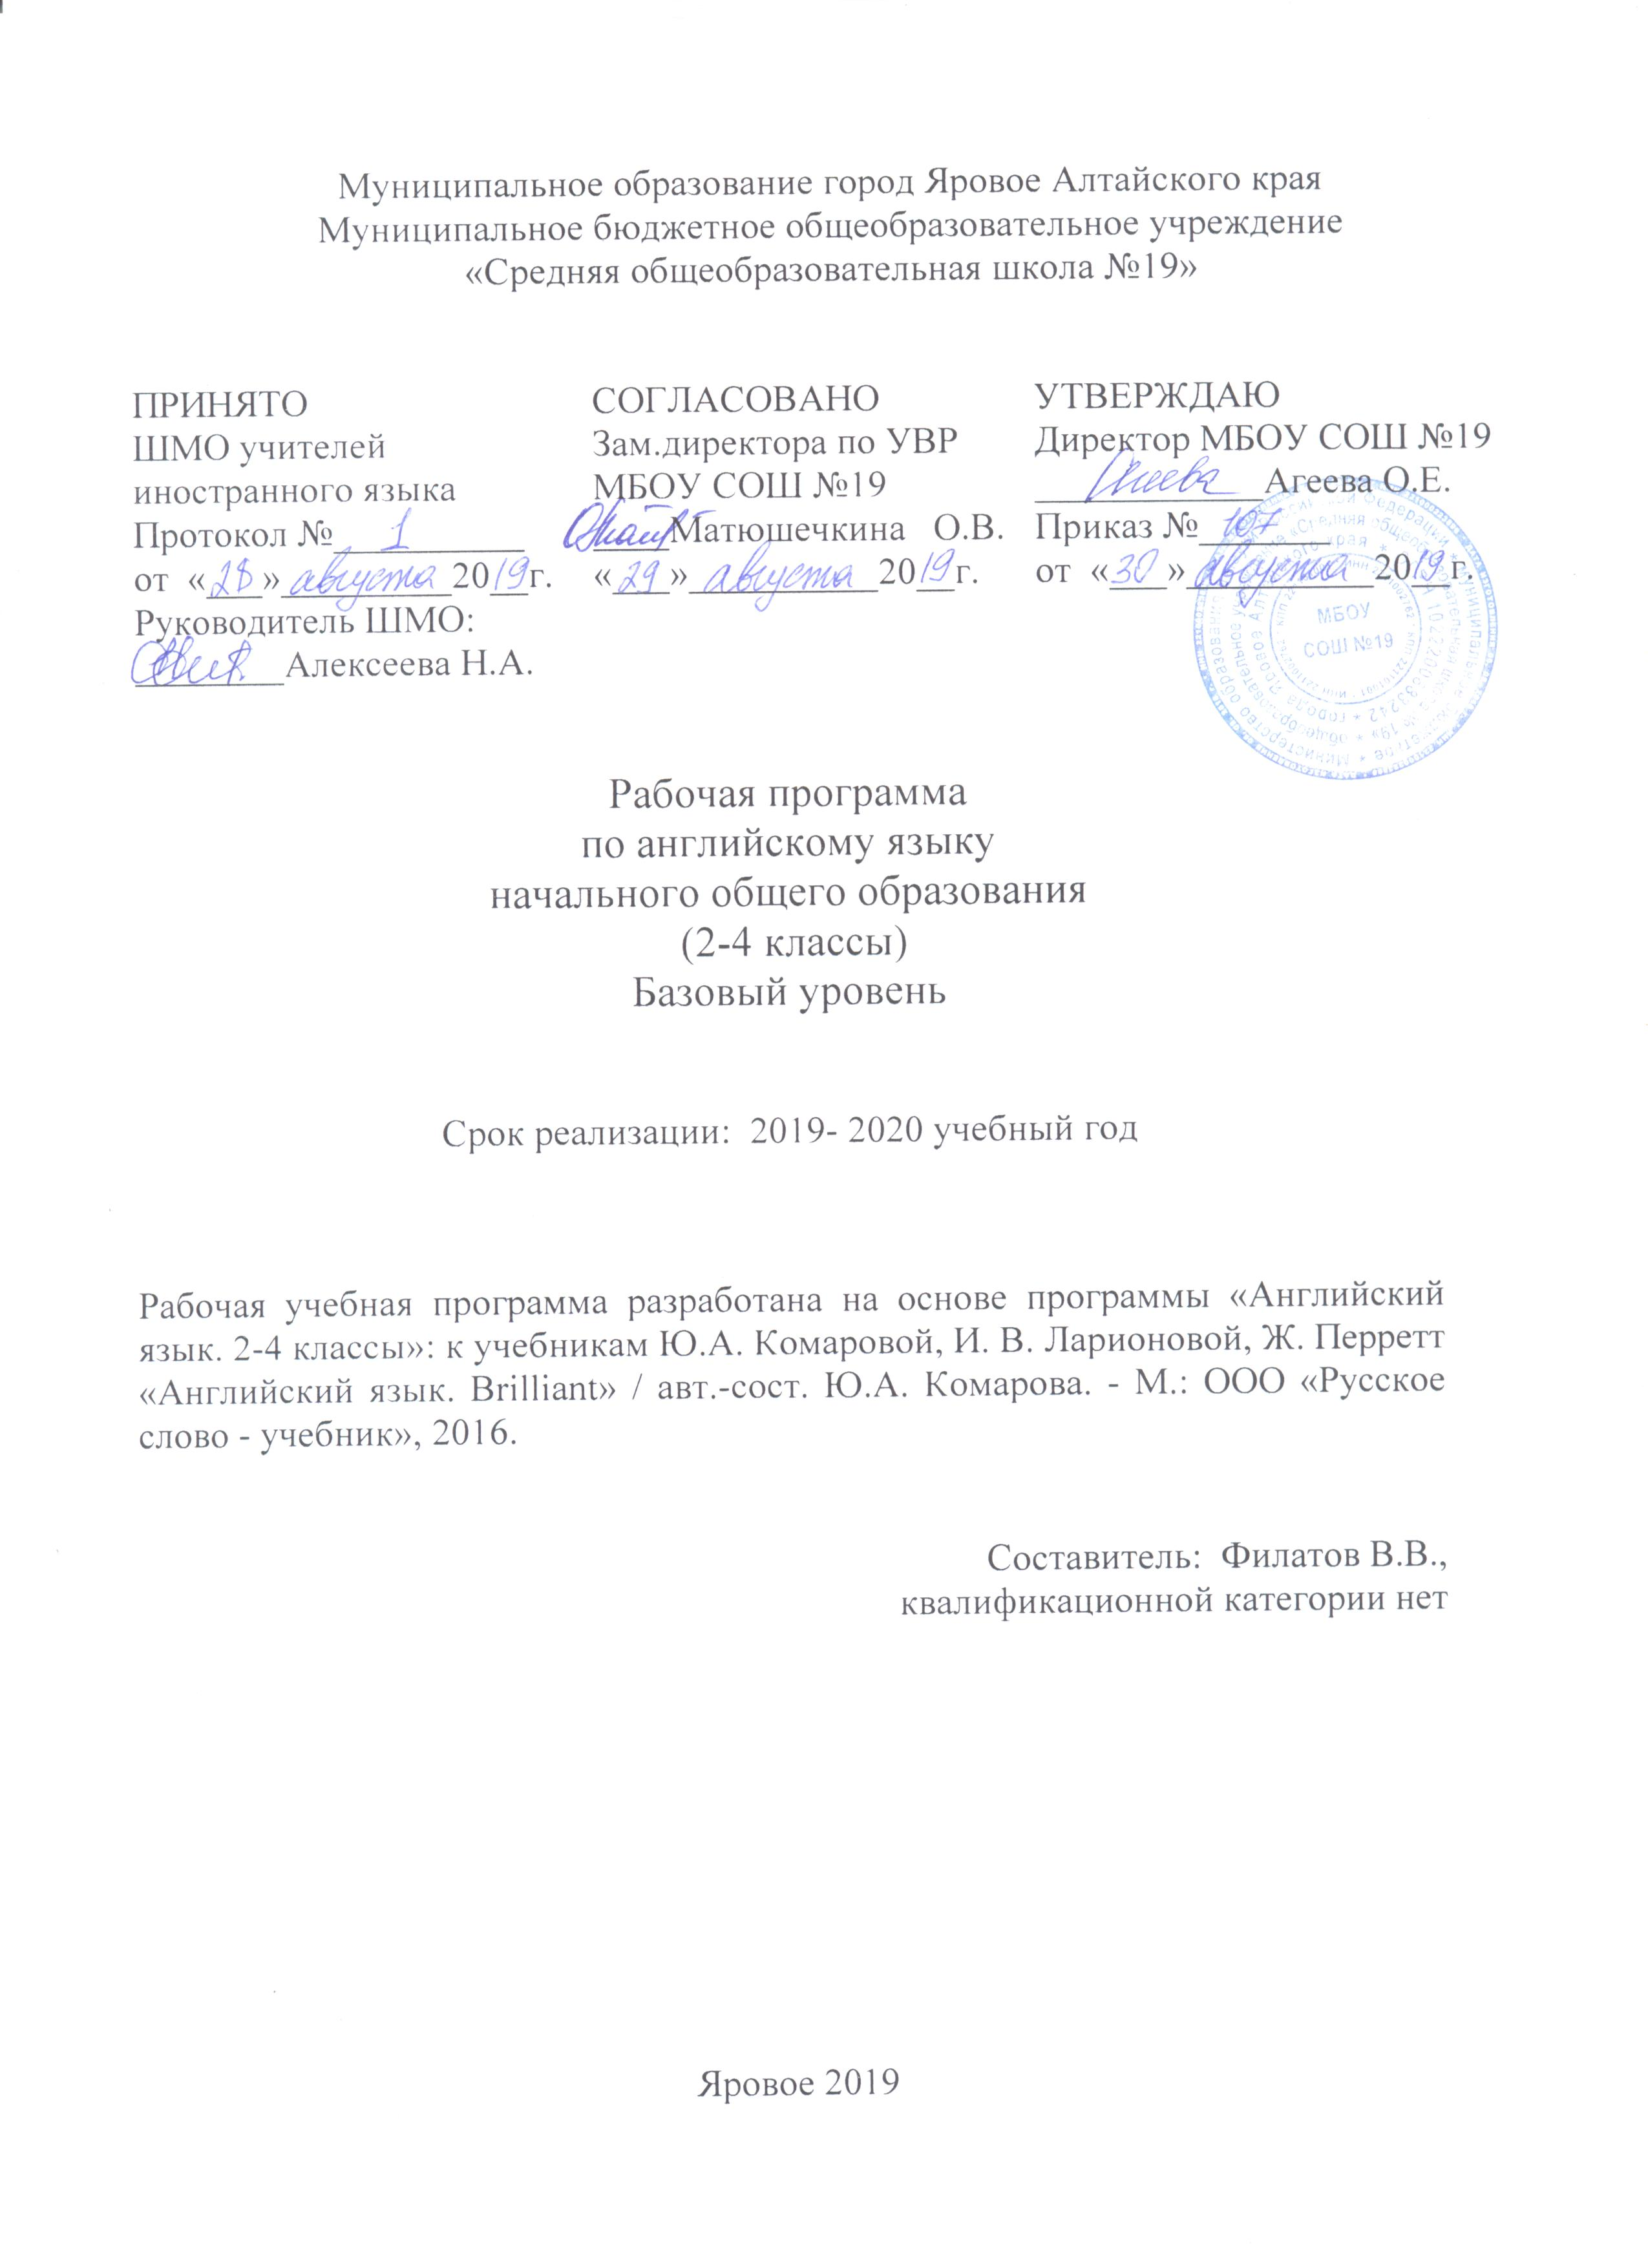 Муниципальное образование город Яровое Алтайского края
Муниципальное бюджетное общеобразовательное учреждение
«Средняя общеобразовательная школа №19»
ПРИНЯТО
ШМО учителей
иностранного языка
Протокол № 1
от «28» августа 2019г.
Руководитель ШМО:
Алексеева Н.А.
СОГЛАСОВАНО
Зам.директора по УВР
МБОУ СОШ №19
Матюшечкина О.В.
«29» августа 2019г.
УТВЕРЖДАЮ
Директор МБОУ СОШ №19
Агеева О.Е.
Приказ № 107
от «30» августа 2019г.
МБОУ
СОШ №19
Рабочая программа
по английскому языку
начального общего образования
(2-4 классы)
Базовый уровень
Срок реализации: 2019- 2020 учебный год
Рабочая учебная программа разработана на основе программы «Английский
язык. 2-4 классы»: к учебникам Ю.А. Комаровой, И. В. Ларионовой, Ж. Перретт
«Английский язык. Brilliant» / авт.-сост. Ю.А. Комарова. - М.: ООО «Русское
слово - учебник», 2016.
Составитель: Филатов В.В.,
квалификационной категории нет
Яровое 2019